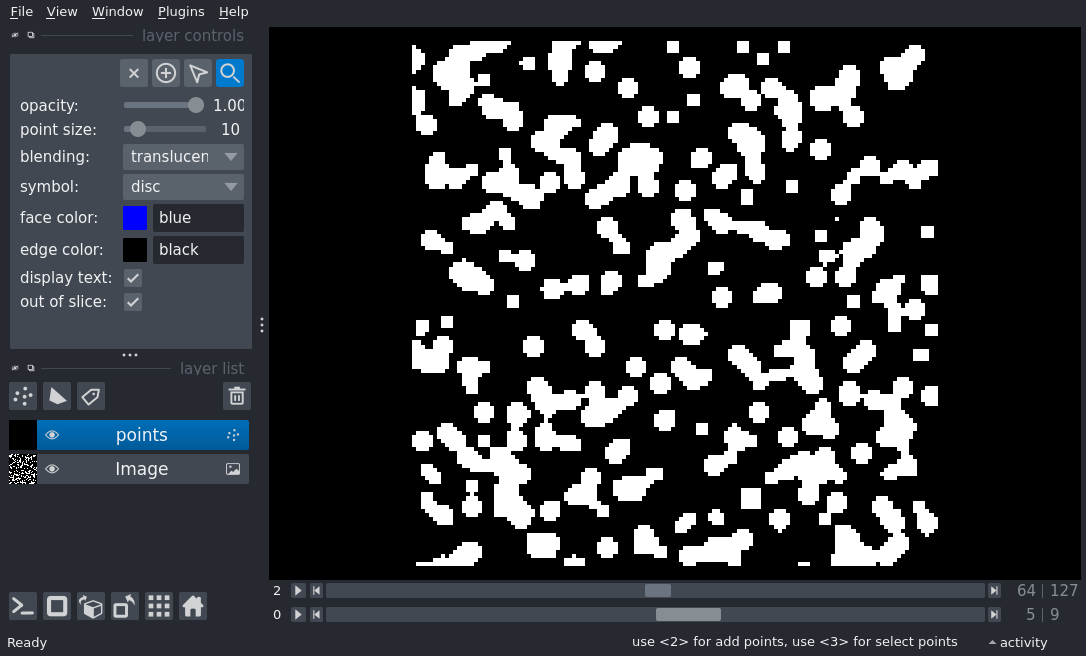 File View Window Plugins Help
layer controls
opacity: 1.00
point size: 10
blending: translucen
symbol: disc
face color: blue
edge color: black
display text:
out of slice:
layer list
points
Image
2 64 | 127
0 5 | 9
Ready use <2> for add points, use <3> for select points activity